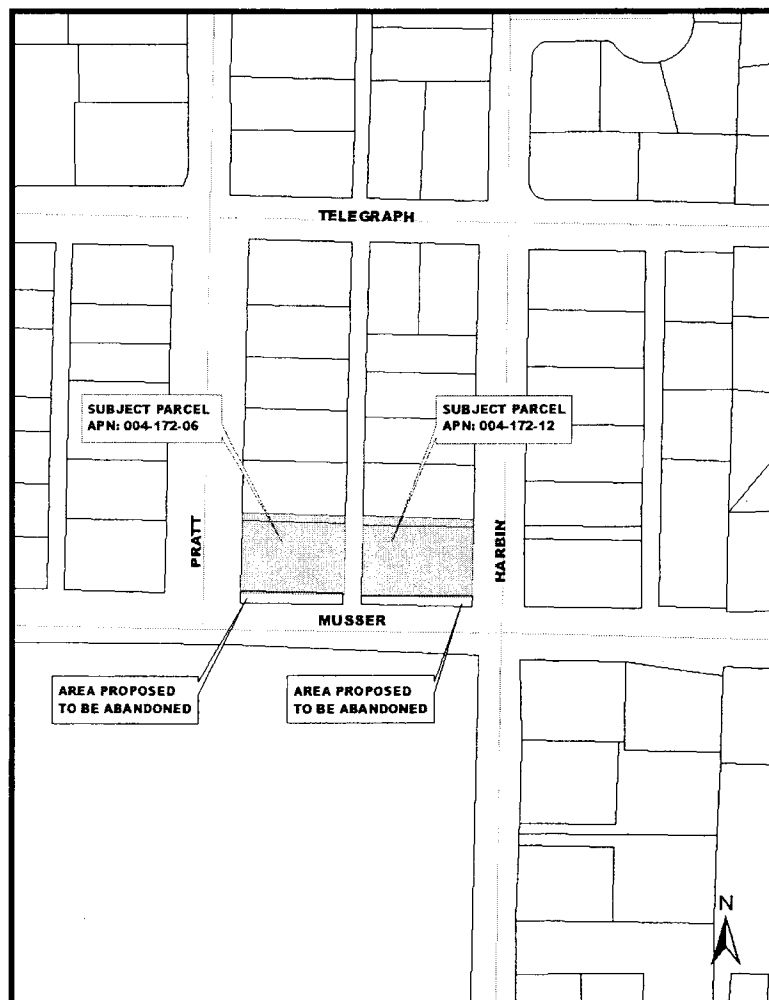 TELEGRAPH
SUBJECT PARCEL
APN: 004-172-06
SUBJECT PARCEL
APN: 004-172-12
PRATT
HARBIN
MUSSER
AREA PROPOSED
TO BE ABANDONED
AREA PROPOSED
TO BE ABANDONED
N